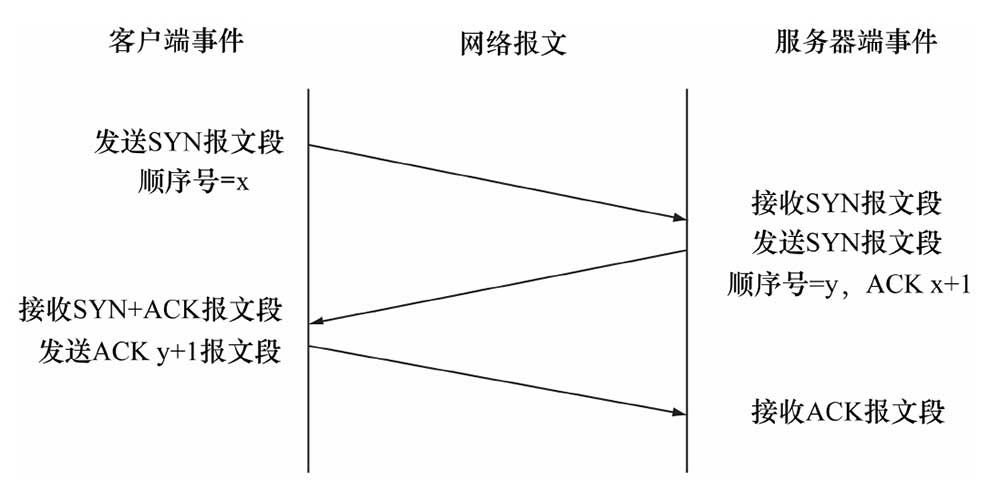 客户端事件
网络报文
服务器端事件
发送SYN报文段
顺序号=x
接收SYN报文段
发送SYN报文段
顺序号=y，ACK x+1
接收SYN+ACK报文段
发送ACK y+1报文段
接收ACK报文段